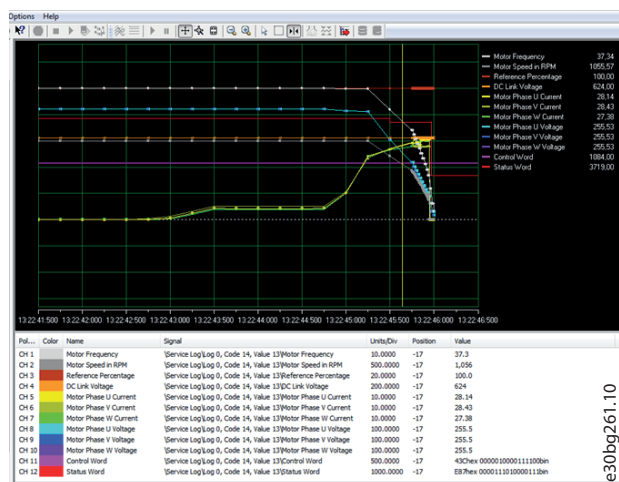 Options Help
Motor Frequency 37,34
Motor Speed in RPM 1055,57
Reference Percentage 100,00
DC Link Voltage 624,00
Motor Phase U Current 28,14
Motor Phase V Current 28,43
Motor Phase W Current 27,38
Motor Phase U Voltage 255,53
Motor Phase V Voltage 255,53
Motor Phase W Voltage 255,53
Control Word 1084,00
Status Word 3719,00
13:22:41:500 13:22:42:000 13:22:42:500 13:22:43:000 13:22:43:500 13:22:44:000 13:22:44:500 13:22:45:000 13:22:45:500 13:22:46:000 13:22:46:500
Pol... Color Name Signal Units/Div Position Value
CH 1 Motor Frequency \Service Log\Log 0, Code 14, Value 13\Motor Frequency 10.0000 -17 37.3
CH 2 Motor Speed in RPM \Service Log\Log 0, Code 14, Value 13\Motor Speed in RPM 500.0000 -17 1,056
CH 3 Reference Percentage \Service Log\Log 0, Code 14, Value 13\Reference Percentage 20.0000 -17 100.0
CH 4 DC Link Voltage \Service Log\Log 0, Code 14, Value 13\DC Link Voltage 200.0000 -17 624
CH 5 Motor Phase U Current \Service Log\Log 0, Code 14, Value 13\Motor Phase U Current 10.0000 -17 28.14
CH 6 Motor Phase V Current \Service Log\Log 0, Code 14, Value 13\Motor Phase V Current 10.0000 -17 28.43
CH 7 Motor Phase W Current \Service Log\Log 0, Code 14, Value 13\Motor Phase W Current 10.0000 -17 27.38
CH 8 Motor Phase U Voltage \Service Log\Log 0, Code 14, Value 13\Motor Phase U Voltage 100.0000 -17 255.5
CH 9 Motor Phase V Voltage \Service Log\Log 0, Code 14, Value 13\Motor Phase V Voltage 100.0000 -17 255.5
CH 10 Motor Phase W Voltage \Service Log\Log 0, Code 14, Value 13\Motor Phase W Voltage 100.0000 -17 255.5
CH 11 Control Word \Service Log\Log 0, Code 14, Value 13\Control Word 500.0000 -17 43Chex 0000010000111100bin
CH 12 Status Word \Service Log\Log 0, Code 14, Value 13\Status Word 1000.0000 -17 E87hex 0000111010000111bin
e30bg261.10